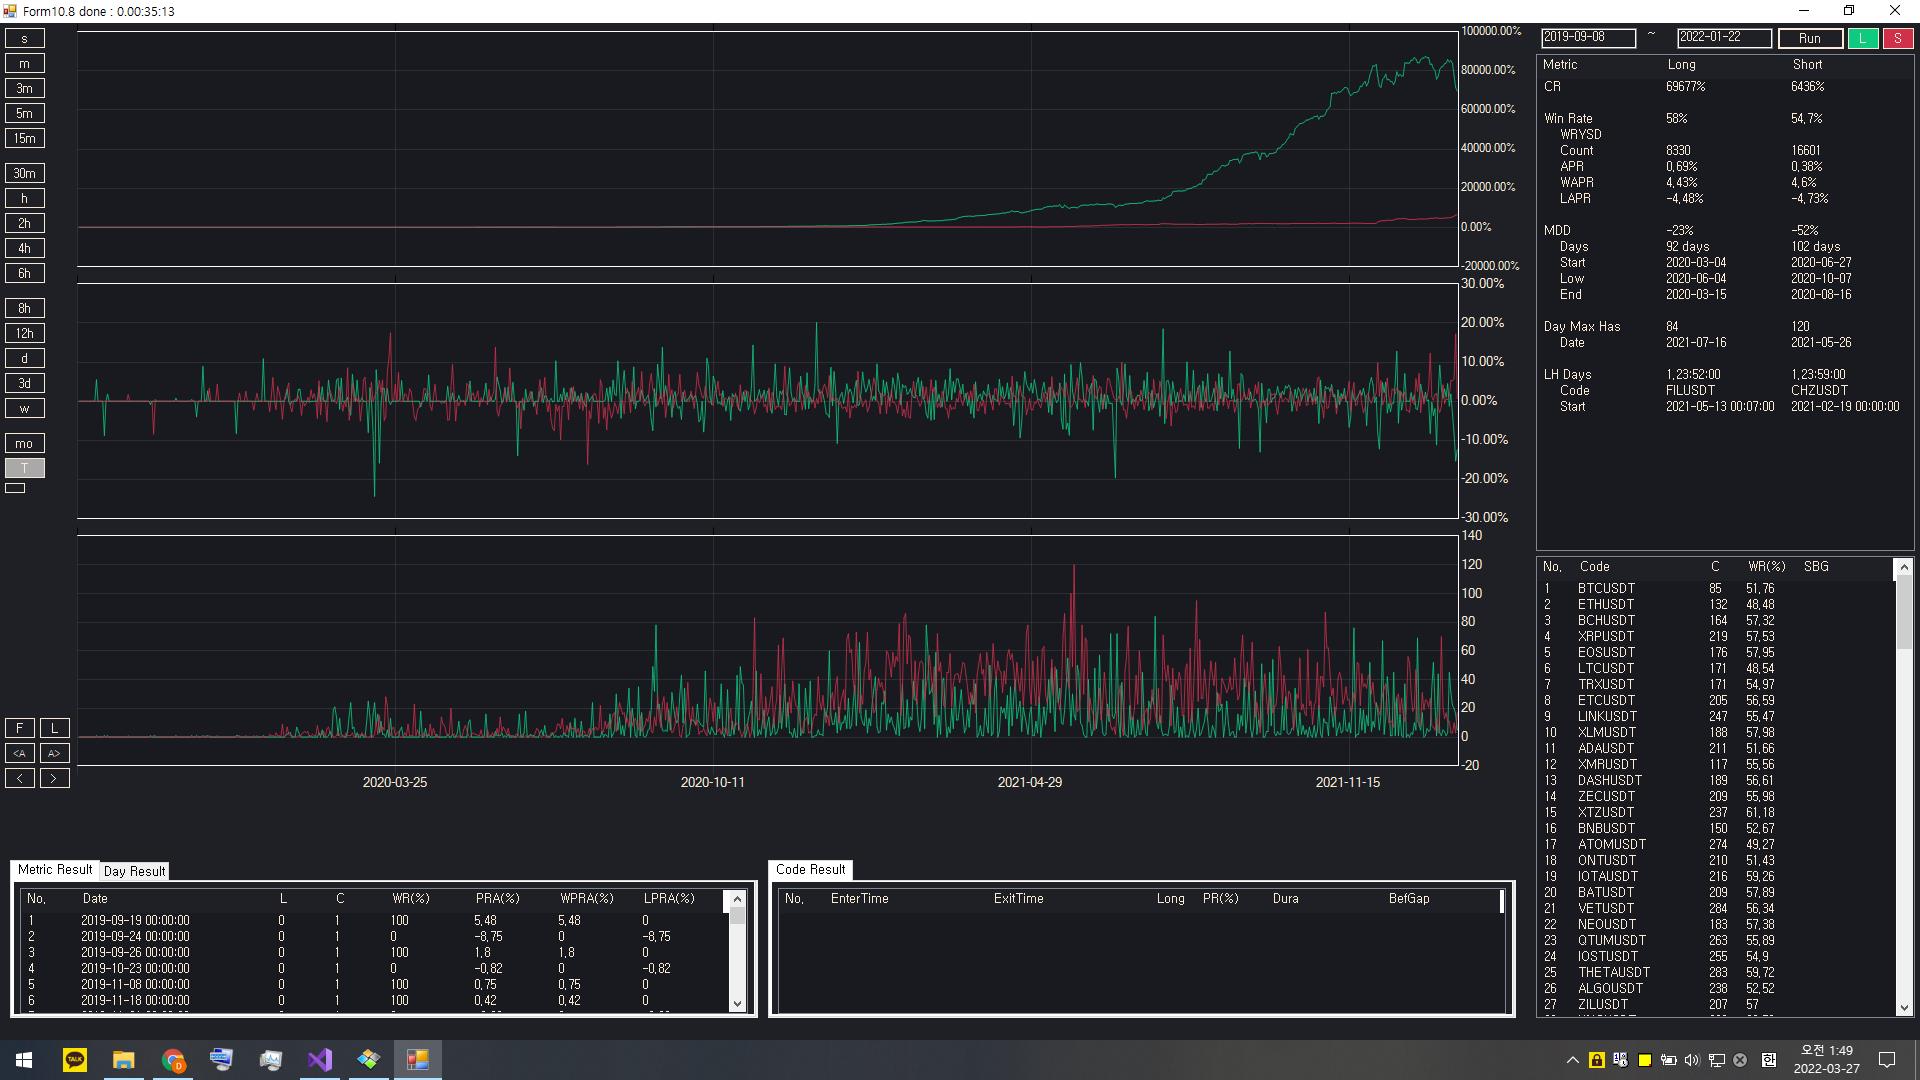 Form10.8 done : 0.00:35:13
s
m
3m
5m
15m
30m
h
2h
4h
6h
8h
12h
d
3d
w
mo
T
F L
<A A>
< >
100000.00%
80000.00%
60000.00%
40000.00%
20000.00%
0.00%
-20000.00%
30.00%
20.00%
10.00%
0.00%
-10.00%
-20.00%
-30.00%
140
120
100
80
60
40
20
0
-20
2020-03-25 2020-10-11 2021-04-29 2021-11-15
2019-09-08 ~ 2022-01-22 Run L S
Metric Long Short
CR 69677% 6436%
Win Rate 58% 54,7%
WRYSD
Count 8330 16601
APR 0,69% 0,38%
WAPR 4,43% 4,6%
LAPR -4,48% -4,73%
MDD -23% -52%
Days 92 days 102 days
Start 2020-03-04 2020-06-27
Low 2020-06-04 2020-10-07
End 2020-03-15 2020-08-16
Day Max Has 84 120
Date 2021-07-16 2021-05-26
LH Days 1,23:52:00 1,23:59:00
Code FILUSDT CHZUSDT
Start 2021-05-13 00:07:00 2021-02-19 00:00:00
No, Code C WR(%) SBG
1 BTCUSDT 85 51,76
2 ETHUSDT 132 48,48
3 BCHUSDT 164 57,32
4 XRPUSDT 219 57,53
5 EOSUSDT 176 57,95
6 LTCUSDT 171 48,54
7 TRXUSDT 171 54,97
8 ETCUSDT 205 56,59
9 LINKUSDT 247 55,47
10 XLMUSDT 188 57,98
11 ADAUSDT 211 51,66
12 XMRUSDT 117 55,56
13 DASHUSDT 189 56,61
14 ZECUSDT 209 55,98
15 XTZUSDT 237 61,18
16 BNBUSDT 150 52,67
17 ATOMUSDT 274 49,27
18 ONTUSDT 210 51,43
19 IOTAUSDT 216 59,26
20 BATUSDT 209 57,89
21 VETUSDT 284 56,34
22 NEOUSDT 183 57,38
23 QTUMUSDT 263 55,89
24 IOSTUSDT 255 54,9
25 THETAUSDT 283 59,72
26 ALGOUSDT 238 52,52
27 ZILUSDT 207 57
Metric Result Day Result
No, Date L C WR(%) PRA(%) WPRA(%) LPRA(%)
1 2019-09-19 00:00:00 0 1 100 5,48 5,48 0
2 2019-09-24 00:00:00 0 1 0 -8,75 0 -8,75
3 2019-09-26 00:00:00 0 1 100 1,8 1,8 0
4 2019-10-23 00:00:00 0 1 0 -0,82 0 -0,82
5 2019-11-08 00:00:00 0 1 100 0,75 0,75 0
6 2019-11-18 00:00:00 0 1 100 0,42 0,42 0
Code Result
No, EnterTime ExitTime Long PR(%) Dura BefGap
TALK
오전 1:49
2022-03-27